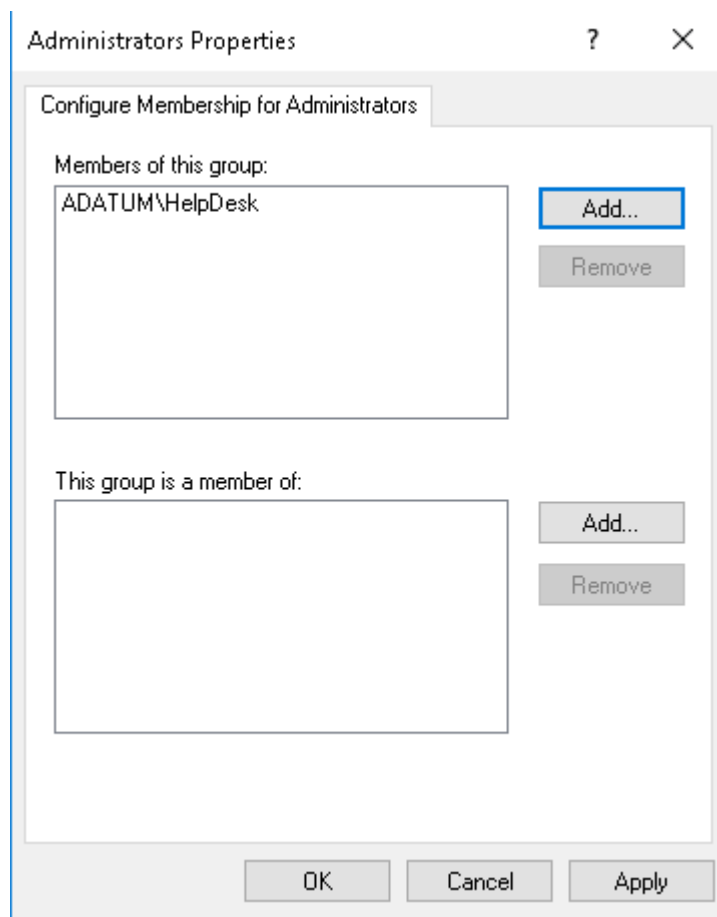 Administrators Properties ? ×
Configure Membership for Administrators
Members of this group:
ADATUM\HelpDesk
Add...
Remove
This group is a member of:
Add...
Remove
OK Cancel Apply